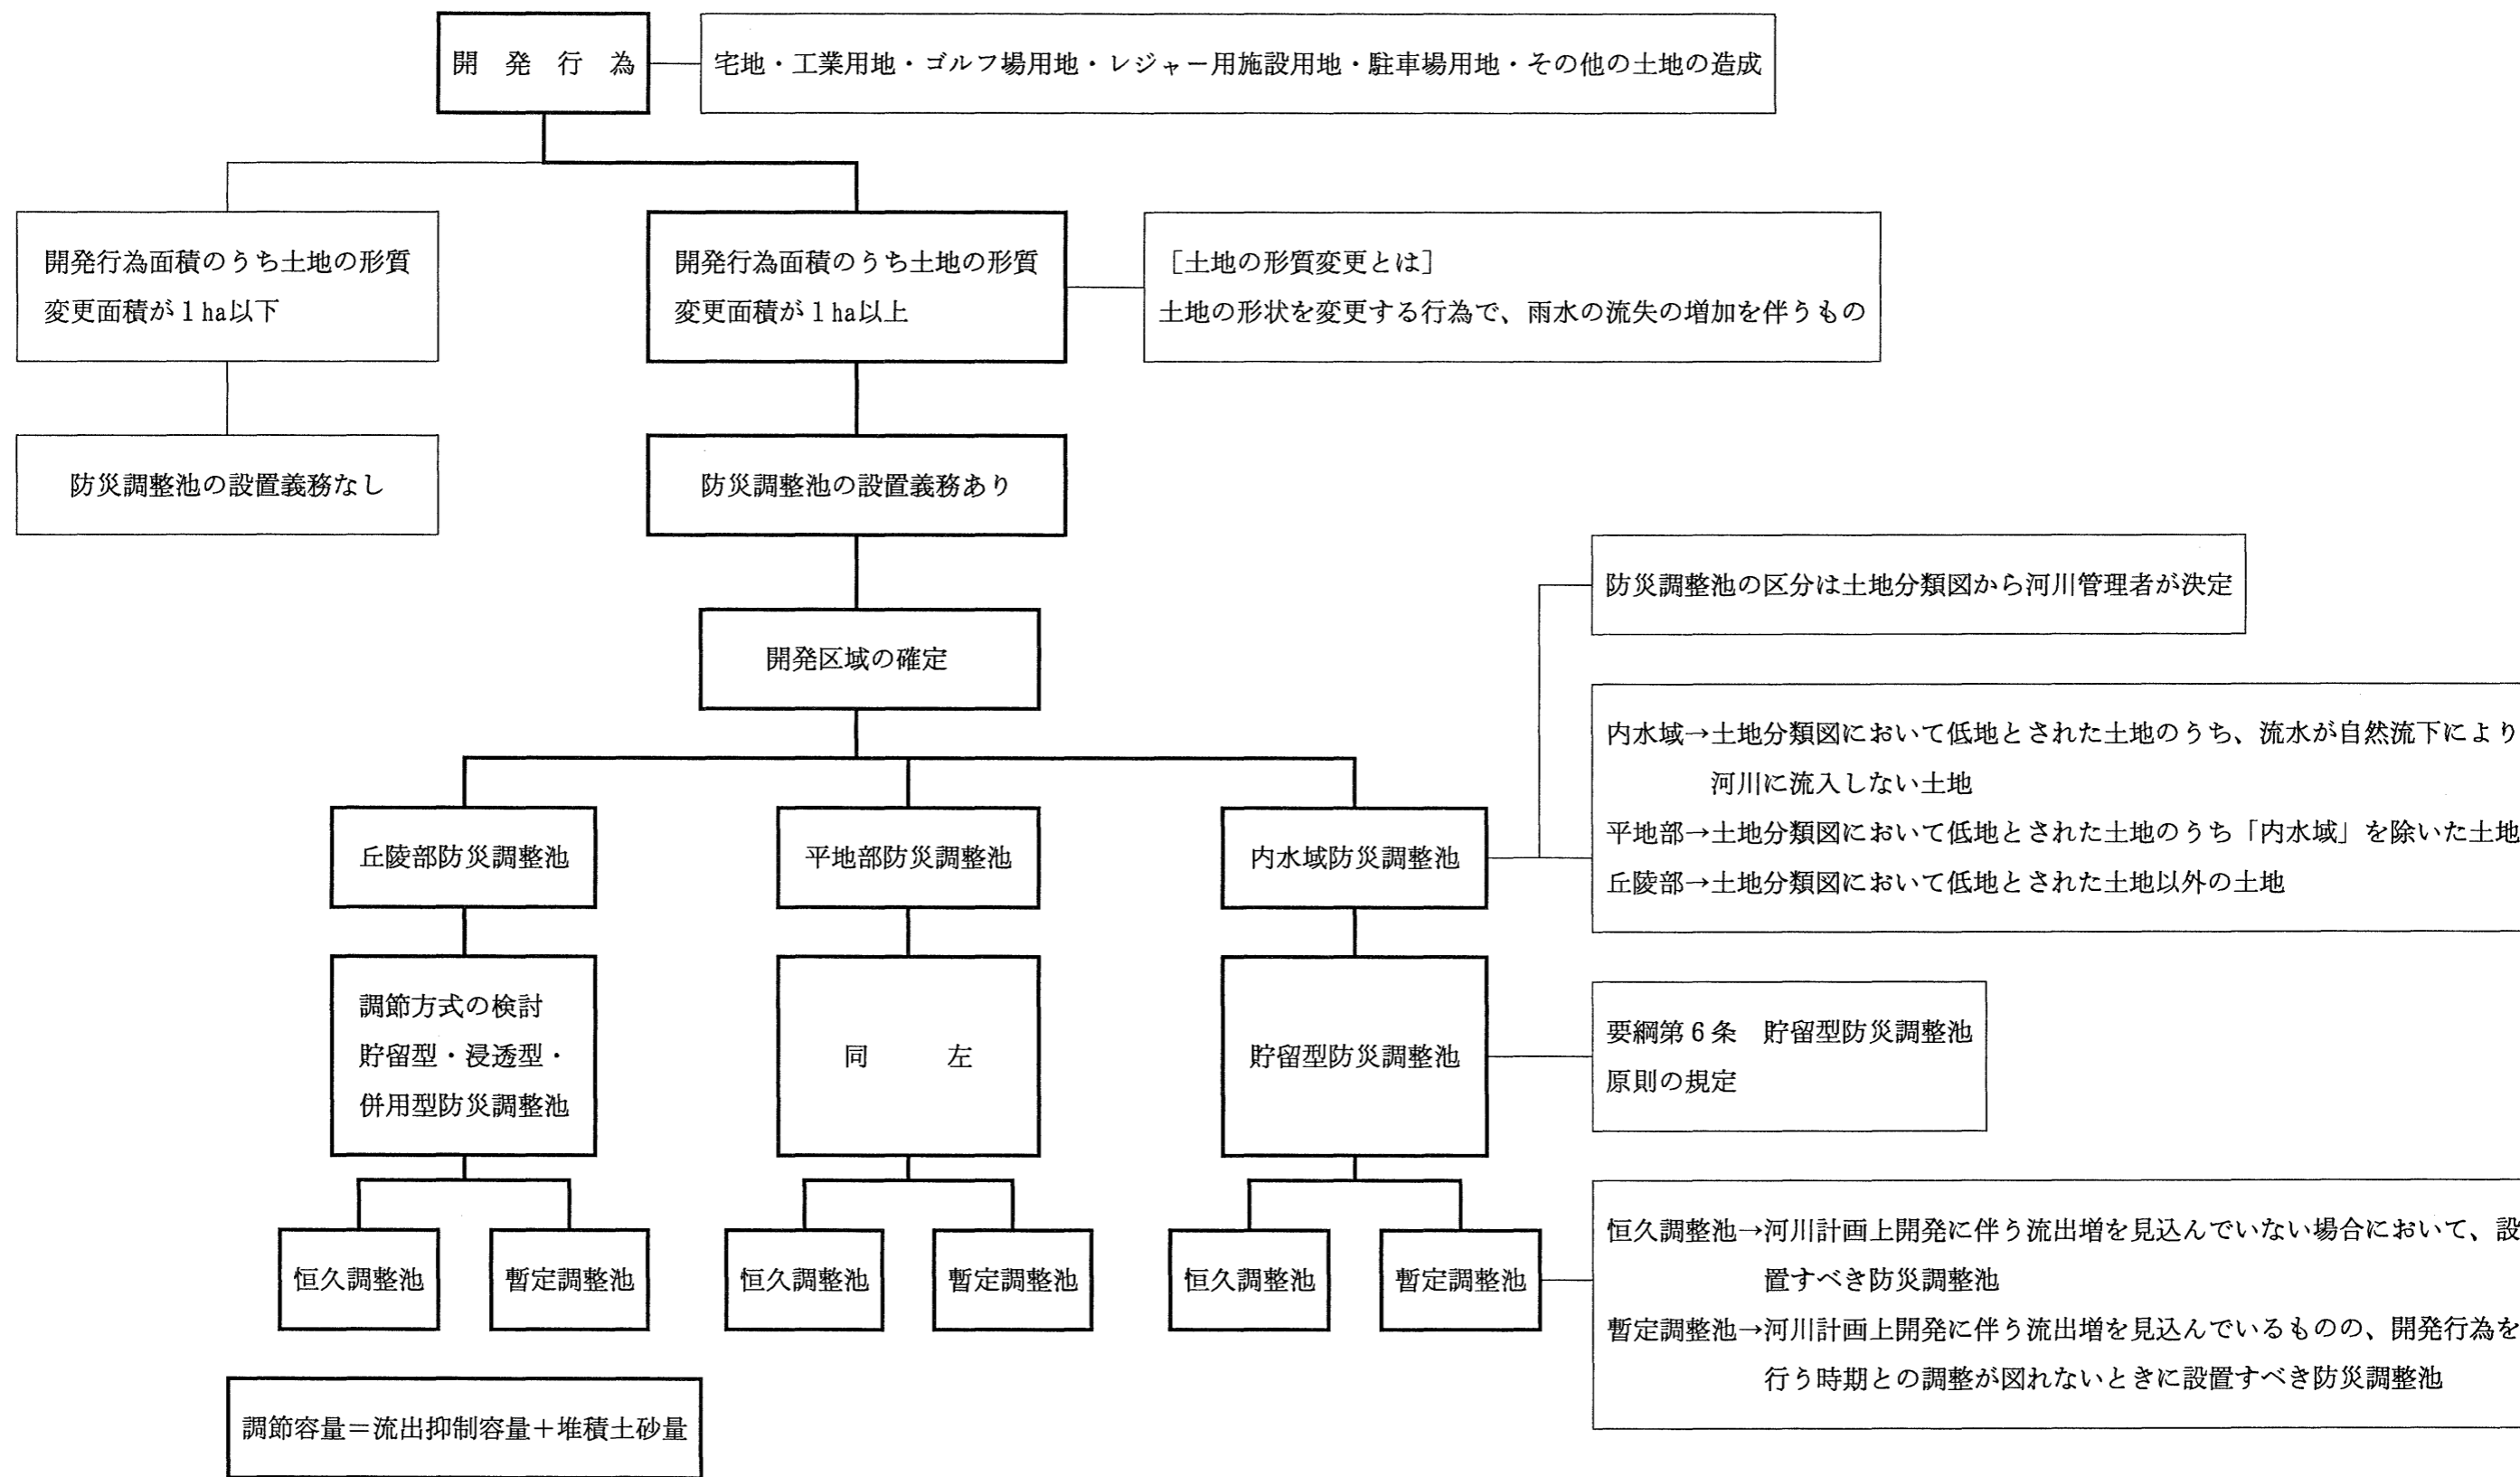 開　発　行　為
宅地・工業用地・ゴルフ場用地・レジャー用施設用地・駐車場用地・その他の土地の造成
開発行為面積のうち土地の形質
変更面積が１ha以下
開発行為面積のうち土地の形質
変更面積が１ha以上
［土地の形質変更とは］
土地の形状を変更する行為で、雨水の流失の増加を伴うもの
防災調整池の設置義務なし
防災調整池の設置義務あり
防災調整池の区分は土地分類図から河川管理者が決定
開発区域の確定
内水域→土地分類図において低地とされた土地のうち、流水が自然流下により
河川に流入しない土地
平地部→土地分類図において低地とされた土地のうち「内水域」を除いた土地
丘陵部→土地分類図において低地とされた土地以外の土地
丘陵部防災調整池
平地部防災調整池
内水域防災調整池
調節方式の検討
貯留型・浸透型・
併用型防災調整池
同　　　左
貯留型防災調整池
要綱第６条　貯留型防災調整池
原則の規定
恒久調整池
暫定調整池
恒久調整池
暫定調整池
恒久調整池
暫定調整池
恒久調整池→河川計画上開発に伴う流出増を見込んでいない場合において、設
置すべき防災調整池
暫定調整池→河川計画上開発に伴う流出増を見込んでいるものの、開発行為を
行う時期との調整が図れないときに設置すべき防災調整池
調節容量＝流出抑制容量＋堆積土砂量